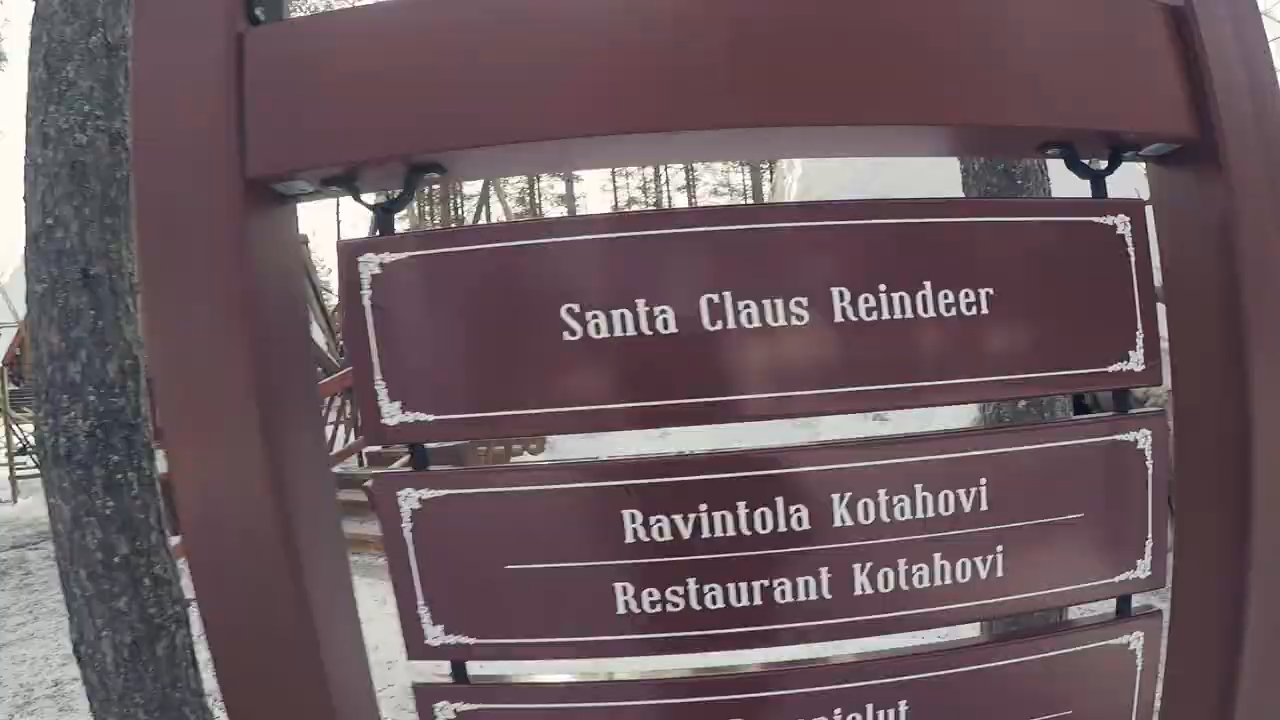 Santa Claus Reindeer
Ravintola Kotahovi
Restaurant Kotahovi